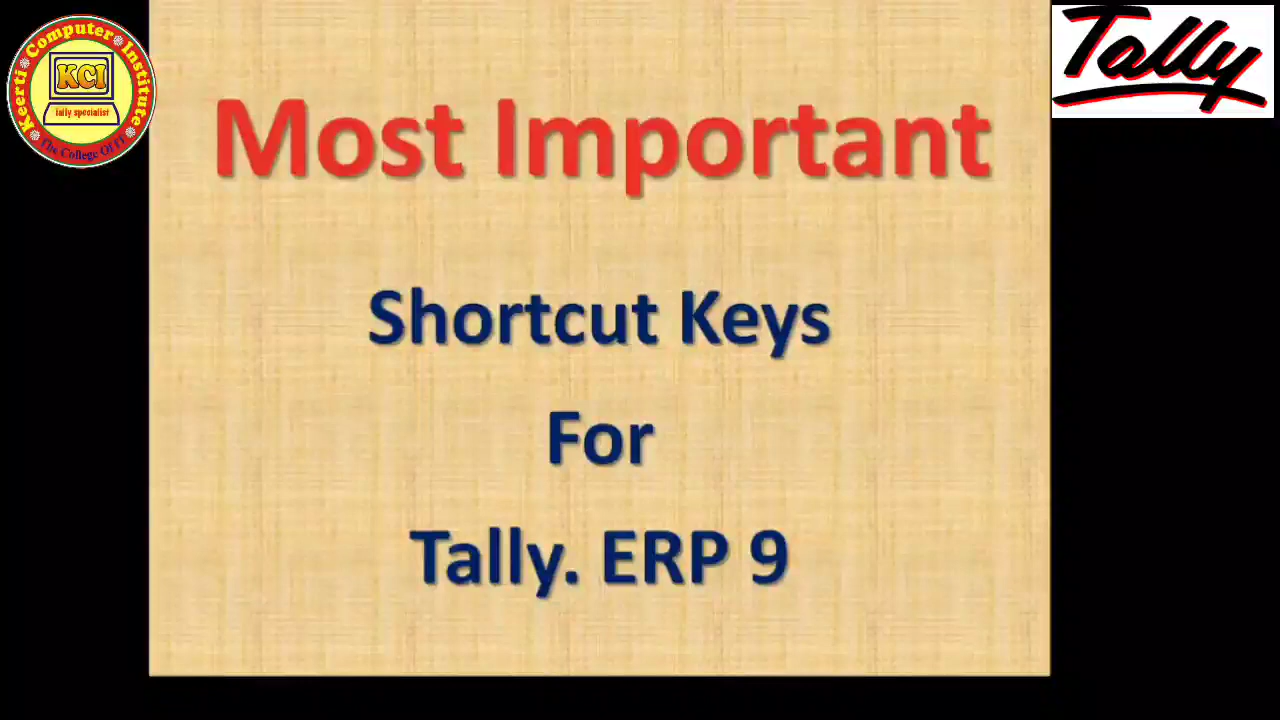 Keerti Computer Institute
KCI
tally specialist
The College Of IT
Tally
Most Important
Shortcut Keys
For
Tally. ERP 9